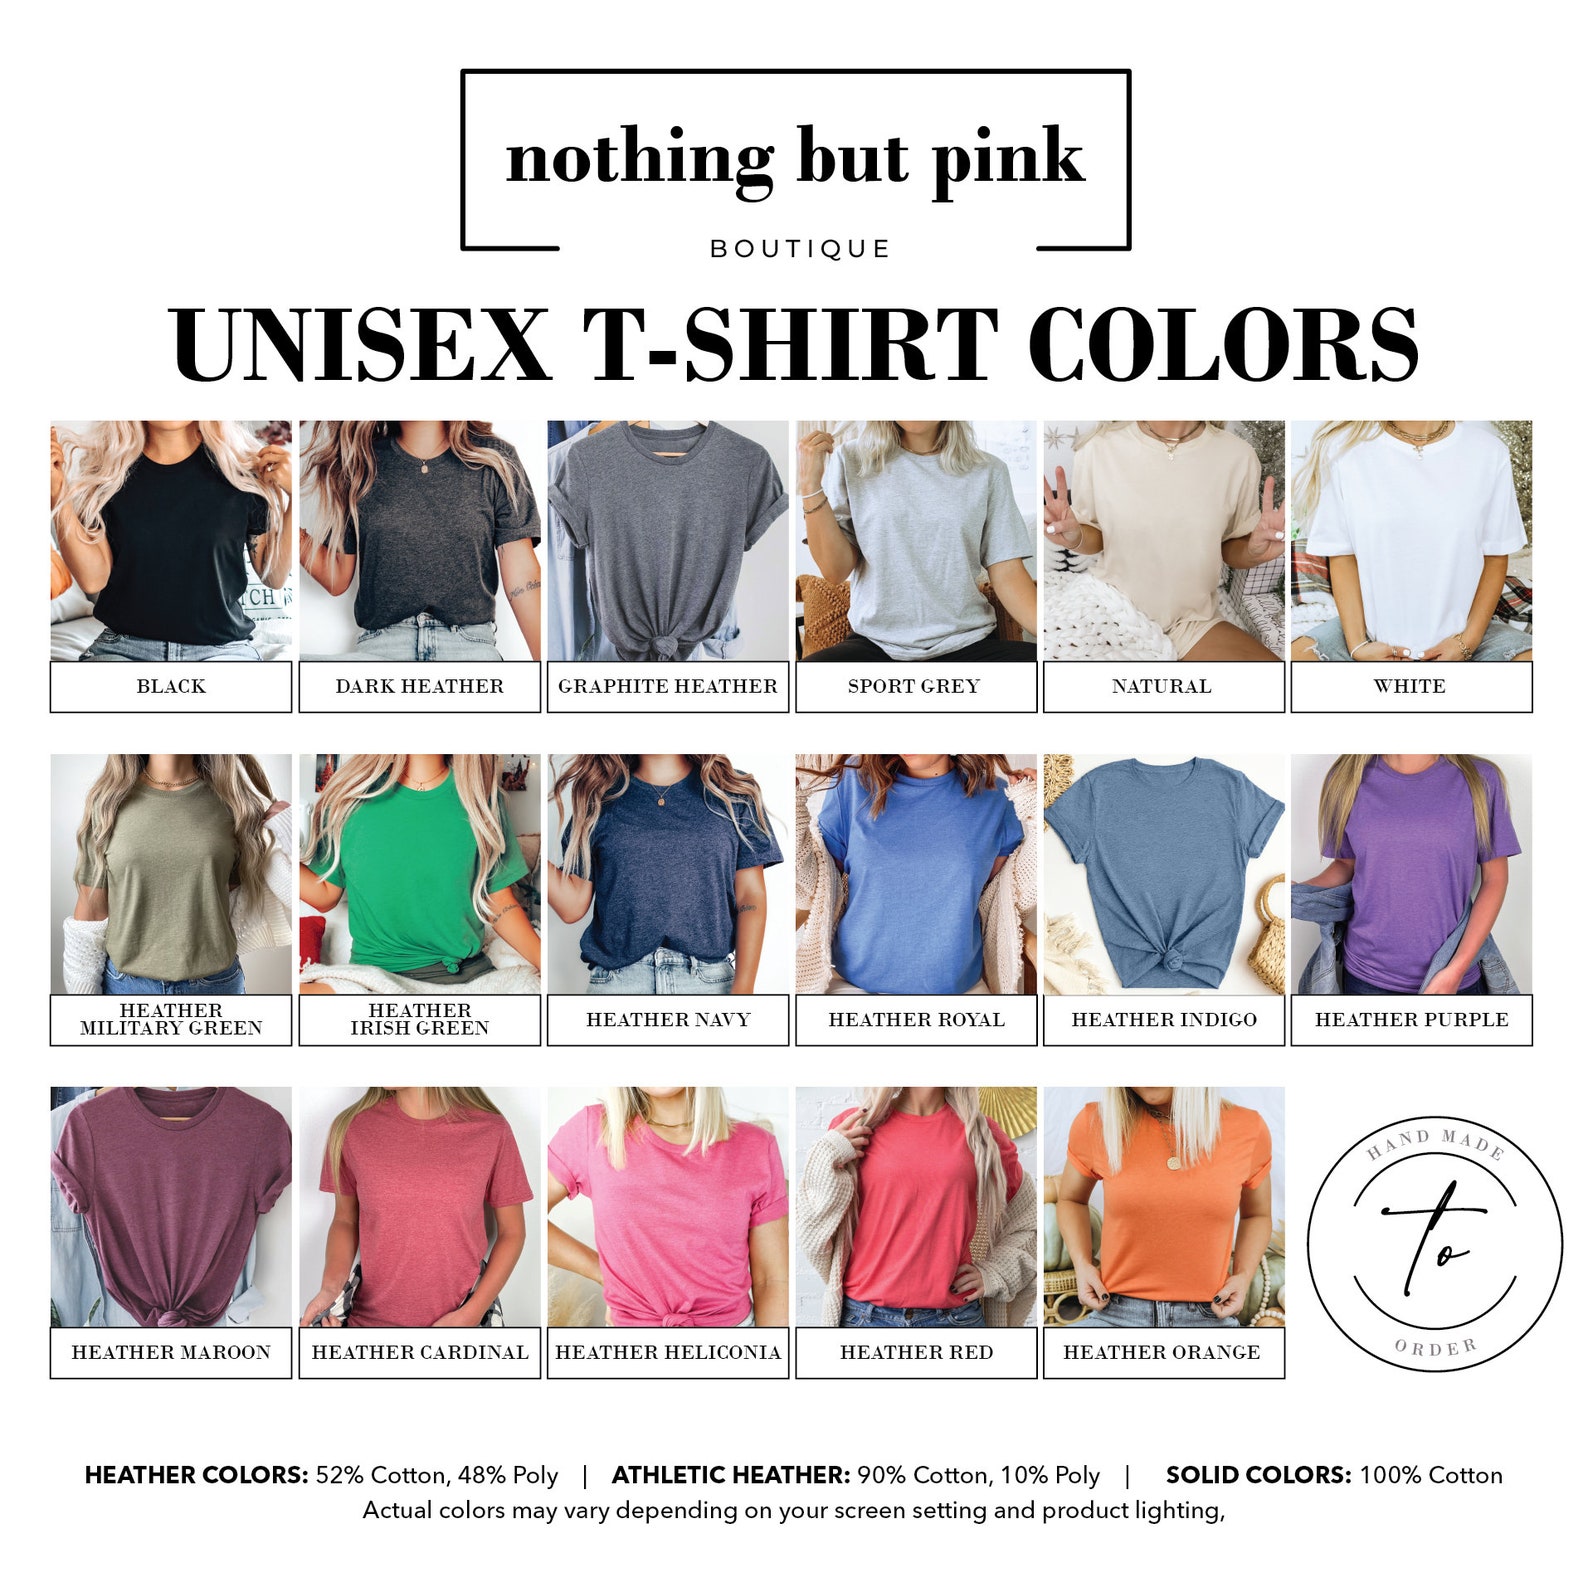 nothing but pink
BOUTIQUE
UNISEX T-SHIRT COLORS
BLACK
DARK HEATHER
GRAPHITE HEATHER
SPORT GREY
NATURAL
WHITE
HEATHER
MILITARY GREEN
HEATHER
IRISH GREEN
HEATHER NAVY
HEATHER ROYAL
HEATHER INDIGO
HEATHER PURPLE
HEATHER MAROON
HEATHER CARDINAL
HEATHER HELICONIA
HEATHER RED
HEATHER ORANGE
HAND MADE
to
ORDER
HEATHER COLORS: 52% Cotton, 48% Poly | ATHLETIC HEATHER: 90% Cotton, 10% Poly | SOLID COLORS: 100% Cotton
Actual colors may vary depending on your screen setting and product lighting,